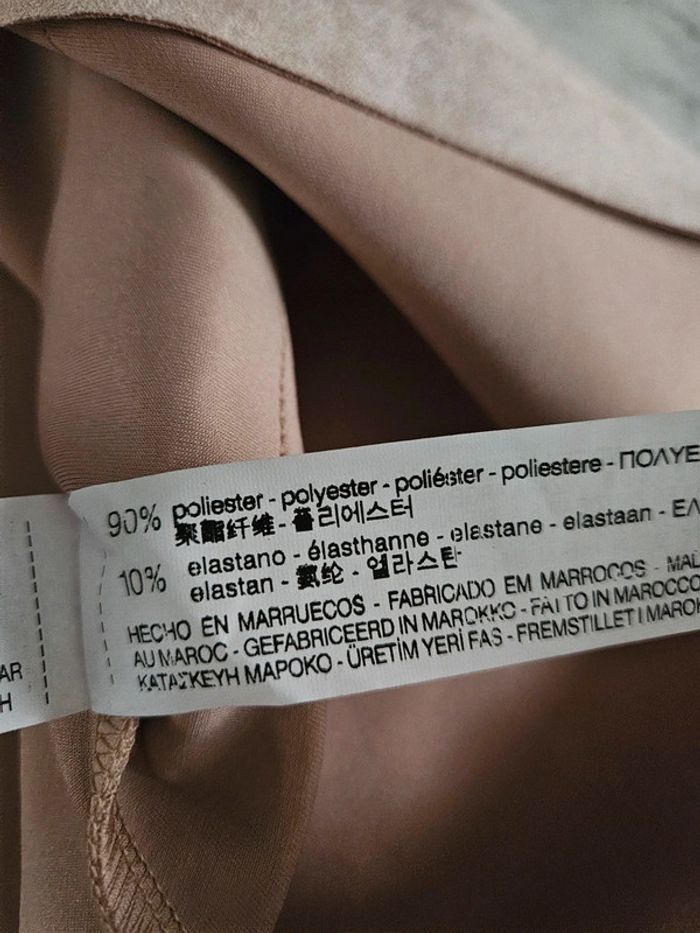 90% poliester - polyester - poliéster - poliestere - ΠΟΛΥΕ
聚酯纤维 - 폴리에스터
10% elastano - élasthanne - elastane - elastaan - ΕΛ
elastan - 氨纶 - 엘라스탄
HECHO EN MARRUECOS - FABRICADO EM MARROCOS - MAD
AU MAROC - GEFABRICEERD IN MAROKKO - FATTO IN MAROCCO
ΚΑΤΑΣΚΕΥΗ ΜΑΡΟΚΟ - ÜRETİM YERİ FAS - FREMSTILLET I MAROK
AR
H